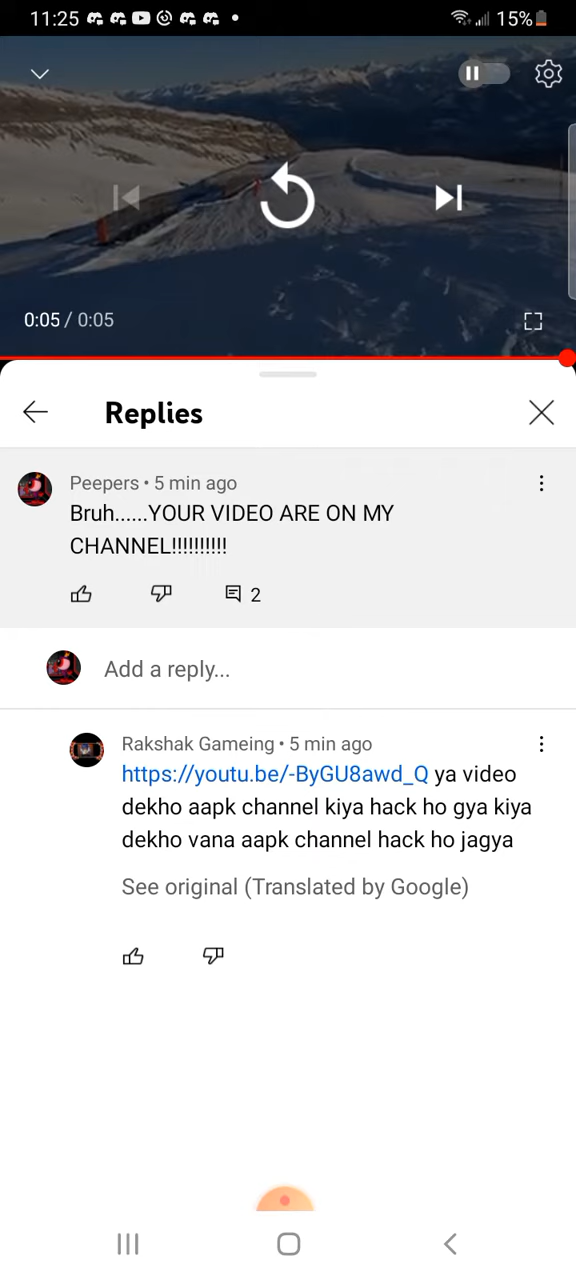 11:25
15%
0:05 / 0:05
Replies
Peepers • 5 min ago
Bruh......YOUR VIDEO ARE ON MY
CHANNEL!!!!!!!!!!
2
Add a reply...
Rakshak Gameing • 5 min ago
https://youtu.be/-ByGU8awd_Q ya video
dekho aapk channel kiya hack ho gya kiya
dekho vana aapk channel hack ho jagya
See original (Translated by Google)